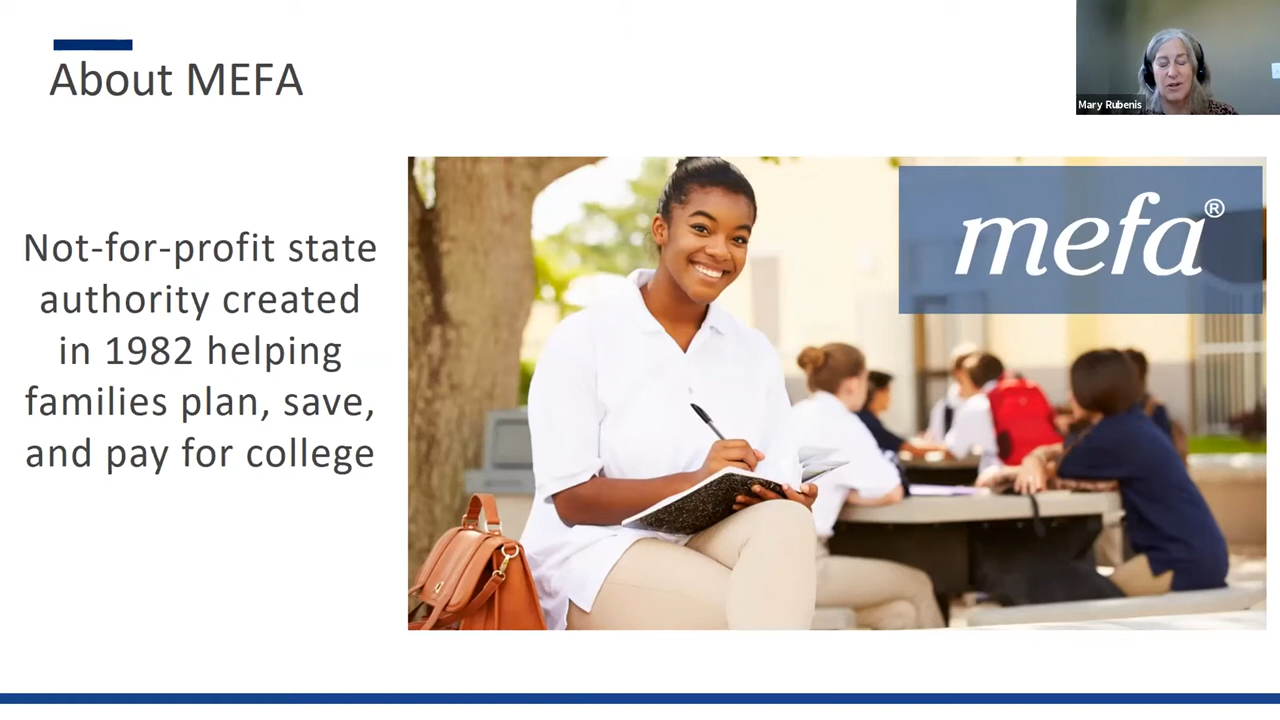 About MEFA
Mary Rubenis
mefa®
Not-for-profit state
authority created
in 1982 helping
families plan, save,
and pay for college